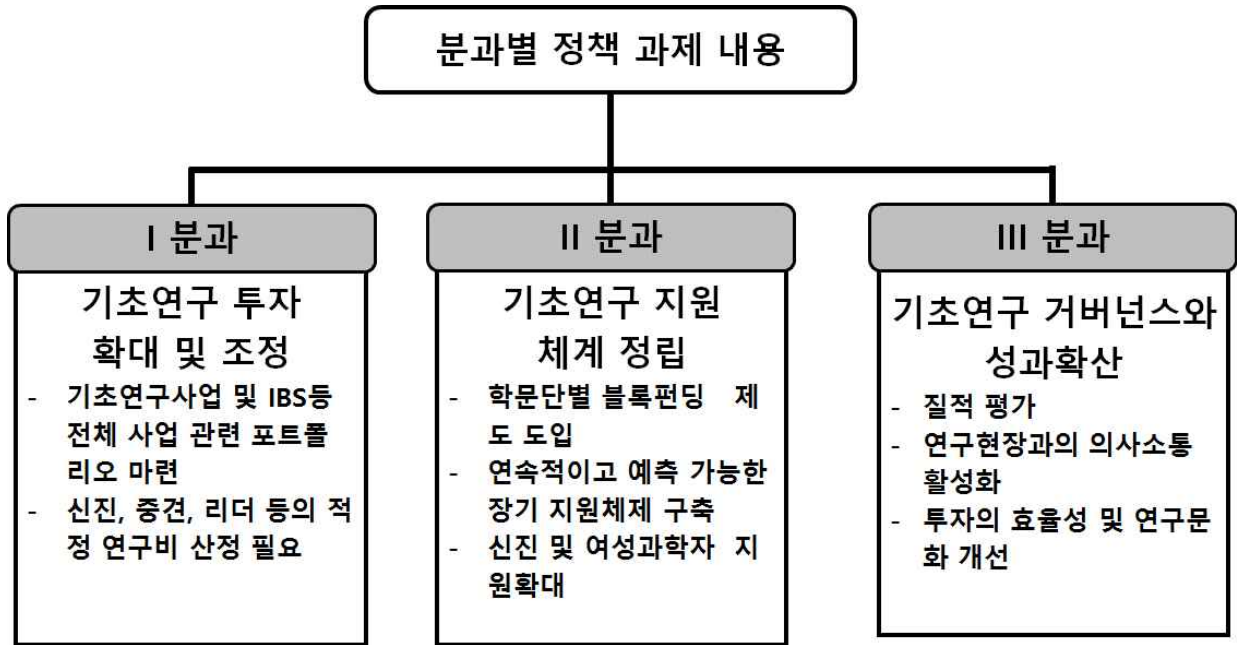 분과별 정책 과제 내용
I 분과
기초연구 투자
확대 및 조정
- 기초연구사업 및 IBS등
전체 사업 관련 포트폴
리오 마련
- 신진, 중견, 리더 등의 적
정 연구비 산정 필요
II 분과
기초연구 지원
체계 정립
- 학문단별 블록펀딩 제
도 도입
- 연속적이고 예측 가능한
장기 지원체제 구축
- 신진 및 여성과학자 지
원확대
III 분과
기초연구 거버넌스와
성과확산
- 질적 평가
- 연구현장과의 의사소통
활성화
- 투자의 효율성 및 연구문
화 개선